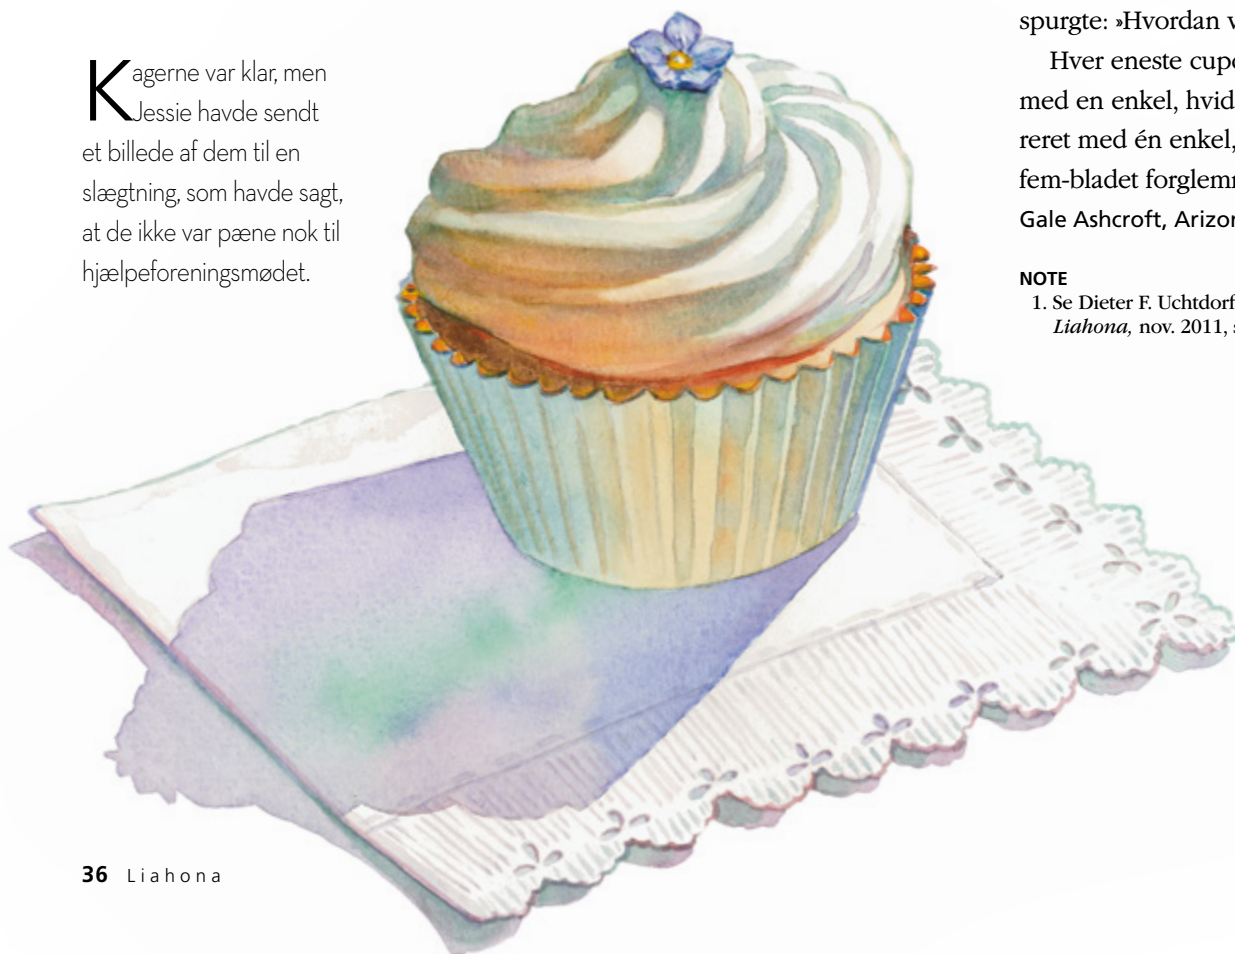 Kagerne var klar, men
Jessie havde sendt
et billede af dem til en
slægtning, som havde sagt,
at de ikke var pæne nok til
hjælpeforeningsmødet.
spurgte: »Hvordan
Hver eneste
med en enkel, hvid
reret med én enkel,
fem-bladet
Gale Ashcroft,
NOTE
1. Se Dieter F. Uchtdorf
Liahona, nov. 2011,
36 Liahona